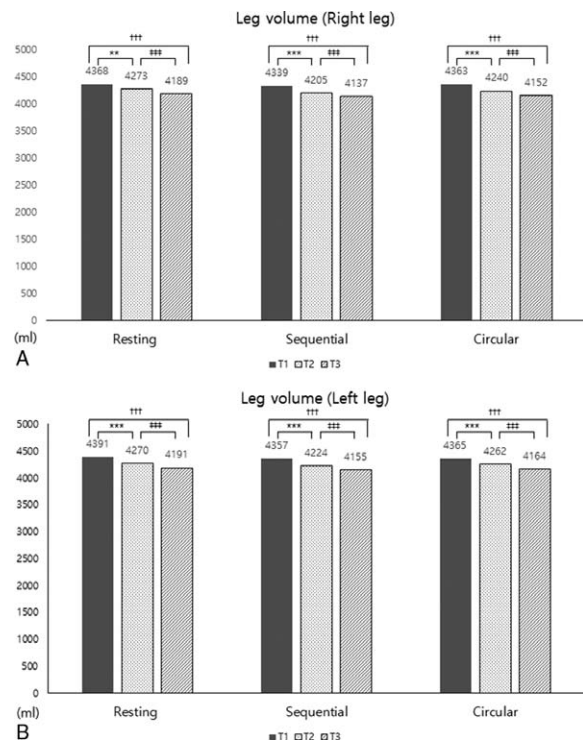 Leg volume (Right leg)
††† ††† †††
** ‡‡‡ *** ‡‡‡ *** ‡‡‡
4368 4273 4189 4339 4205 4137 4363 4240 4152
5000
4500
4000
3500
3000
2500
2000
1500
1000
500
0
(ml)
Resting Sequential Circular
A
T1 T2 T3
Leg volume (Left leg)
††† ††† †††
*** ‡‡‡ *** ‡‡‡ *** ‡‡‡
4391 4270 4191 4357 4224 4155 4365 4262 4164
5000
4500
4000
3500
3000
2500
2000
1500
1000
500
0
(ml)
Resting Sequential Circular
B
T1 T2 T3